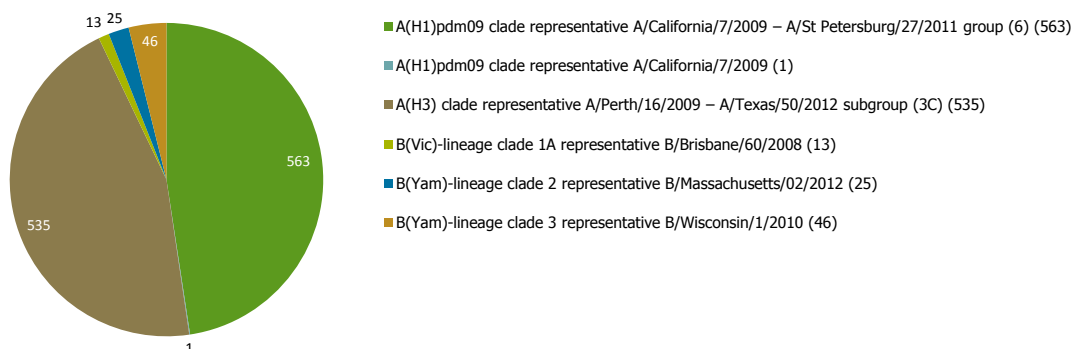 13
25
46
563
535
1
A(H1)pdm09 clade representative A/California/7/2009 – A/St Petersburg/27/2011 group (6) (563)
A(H1)pdm09 clade representative A/California/7/2009 (1)
A(H3) clade representative A/Perth/16/2009 – A/Texas/50/2012 subgroup (3C) (535)
B(Vic)-lineage clade 1A representative B/Brisbane/60/2008 (13)
B(Yam)-lineage clade 2 representative B/Massachusetts/02/2012 (25)
B(Yam)-lineage clade 3 representative B/Wisconsin/1/2010 (46)